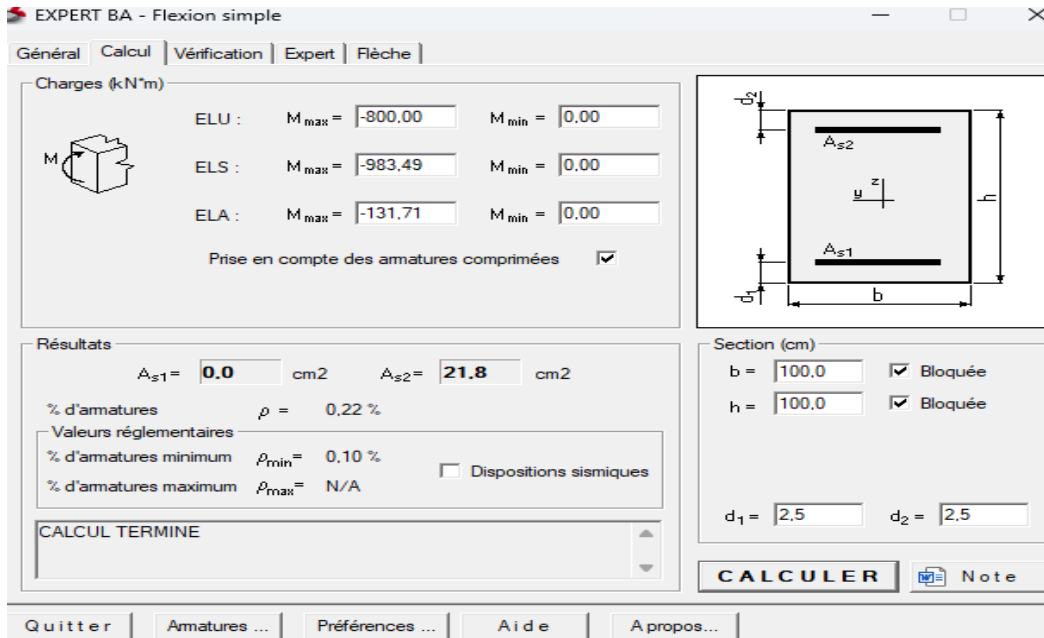 EXPERT BA - Flexion simple
Général Calcul Vérification Expert Flèche
Charges (kN*m)
ELU : M max = -800,00 M min = 0,00
ELS : M max = -983,49 M min = 0,00
ELA : M max = -131,71 M min = 0,00
M
Prise en compte des armatures comprimées
d2
As2
z
y
h
As1
d1
b
Résultats
As1= 0,0 cm2 As2= 21,8 cm2
% d'armatures ρ = 0,22 %
Valeurs réglementaires
% d'armatures minimum ρmin= 0,10 %
% d'armatures maximum ρmax= N/A
Dispositions sismiques
CALCUL TERMINE
Section (cm)
b = 100,0 Bloquée
h = 100,0 Bloquée
d1 = 2,5 d2 = 2,5
CALCULER Note
Quitter Armatures ... Préférences ... Aide A propos...